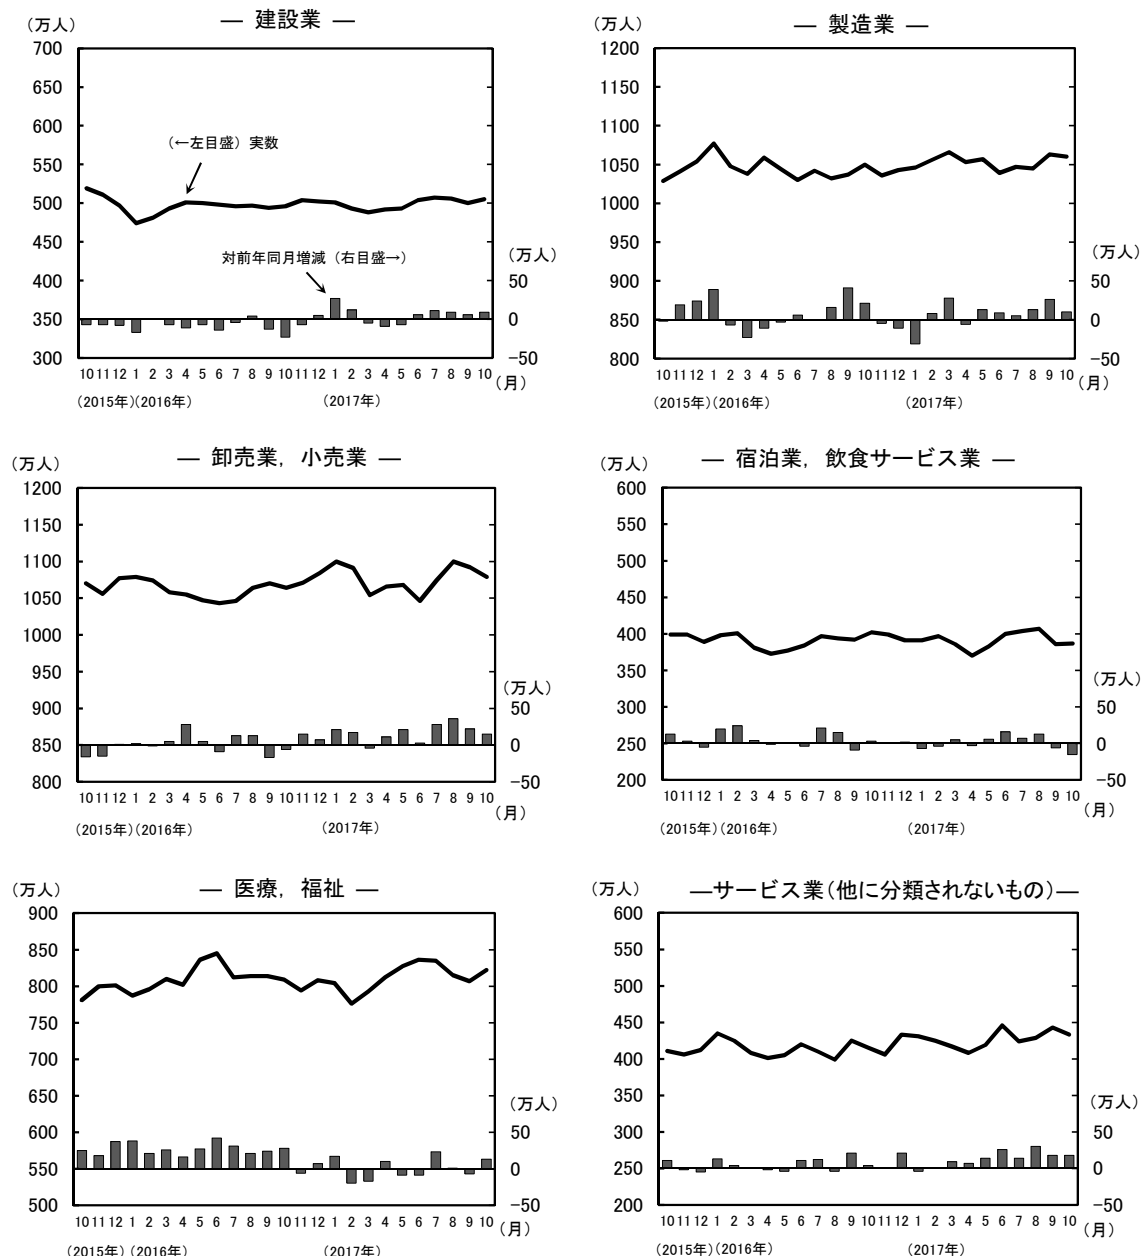 ― 建設業 ―
(万人)
700
650
600
550
500
450
400
350
300
(←左目盛) 実数
対前年同月増減 (右目盛→)
(万人)
50
0
-50
10 11 12 1 2 3 4 5 6 7 8 9 10 11 12 1 2 3 4 5 6 7 8 9 10
(月)
(2015年)(2016年) (2017年)
― 製造業 ―
(万人)
1200
1150
1100
1050
1000
950
900
850
800
(万人)
50
0
-50
10 11 12 1 2 3 4 5 6 7 8 9 10 11 12 1 2 3 4 5 6 7 8 9 10
(月)
(2015年)(2016年) (2017年)
― 卸売業, 小売業 ―
(万人)
1200
1150
1100
1050
1000
950
900
850
800
(万人)
50
0
-50
10 11 12 1 2 3 4 5 6 7 8 9 10 11 12 1 2 3 4 5 6 7 8 9 10
(月)
(2015年)(2016年) (2017年)
― 宿泊業, 飲食サービス業 ―
(万人)
600
550
500
450
400
350
300
250
200
(万人)
50
0
-50
10 11 12 1 2 3 4 5 6 7 8 9 10 11 12 1 2 3 4 5 6 7 8 9 10
(月)
(2015年)(2016年) (2017年)
― 医療, 福祉 ―
(万人)
900
850
800
750
700
650
600
550
500
(万人)
50
0
-50
10 11 12 1 2 3 4 5 6 7 8 9 10 11 12 1 2 3 4 5 6 7 8 9 10
(月)
(2015年)(2016年) (2017年)
―サービス業(他に分類されないもの)―
(万人)
600
550
500
450
400
350
300
250
200
(万人)
50
0
-50
10 11 12 1 2 3 4 5 6 7 8 9 10 11 12 1 2 3 4 5 6 7 8 9 10
(月)
(2015年)(2016年) (2017年)